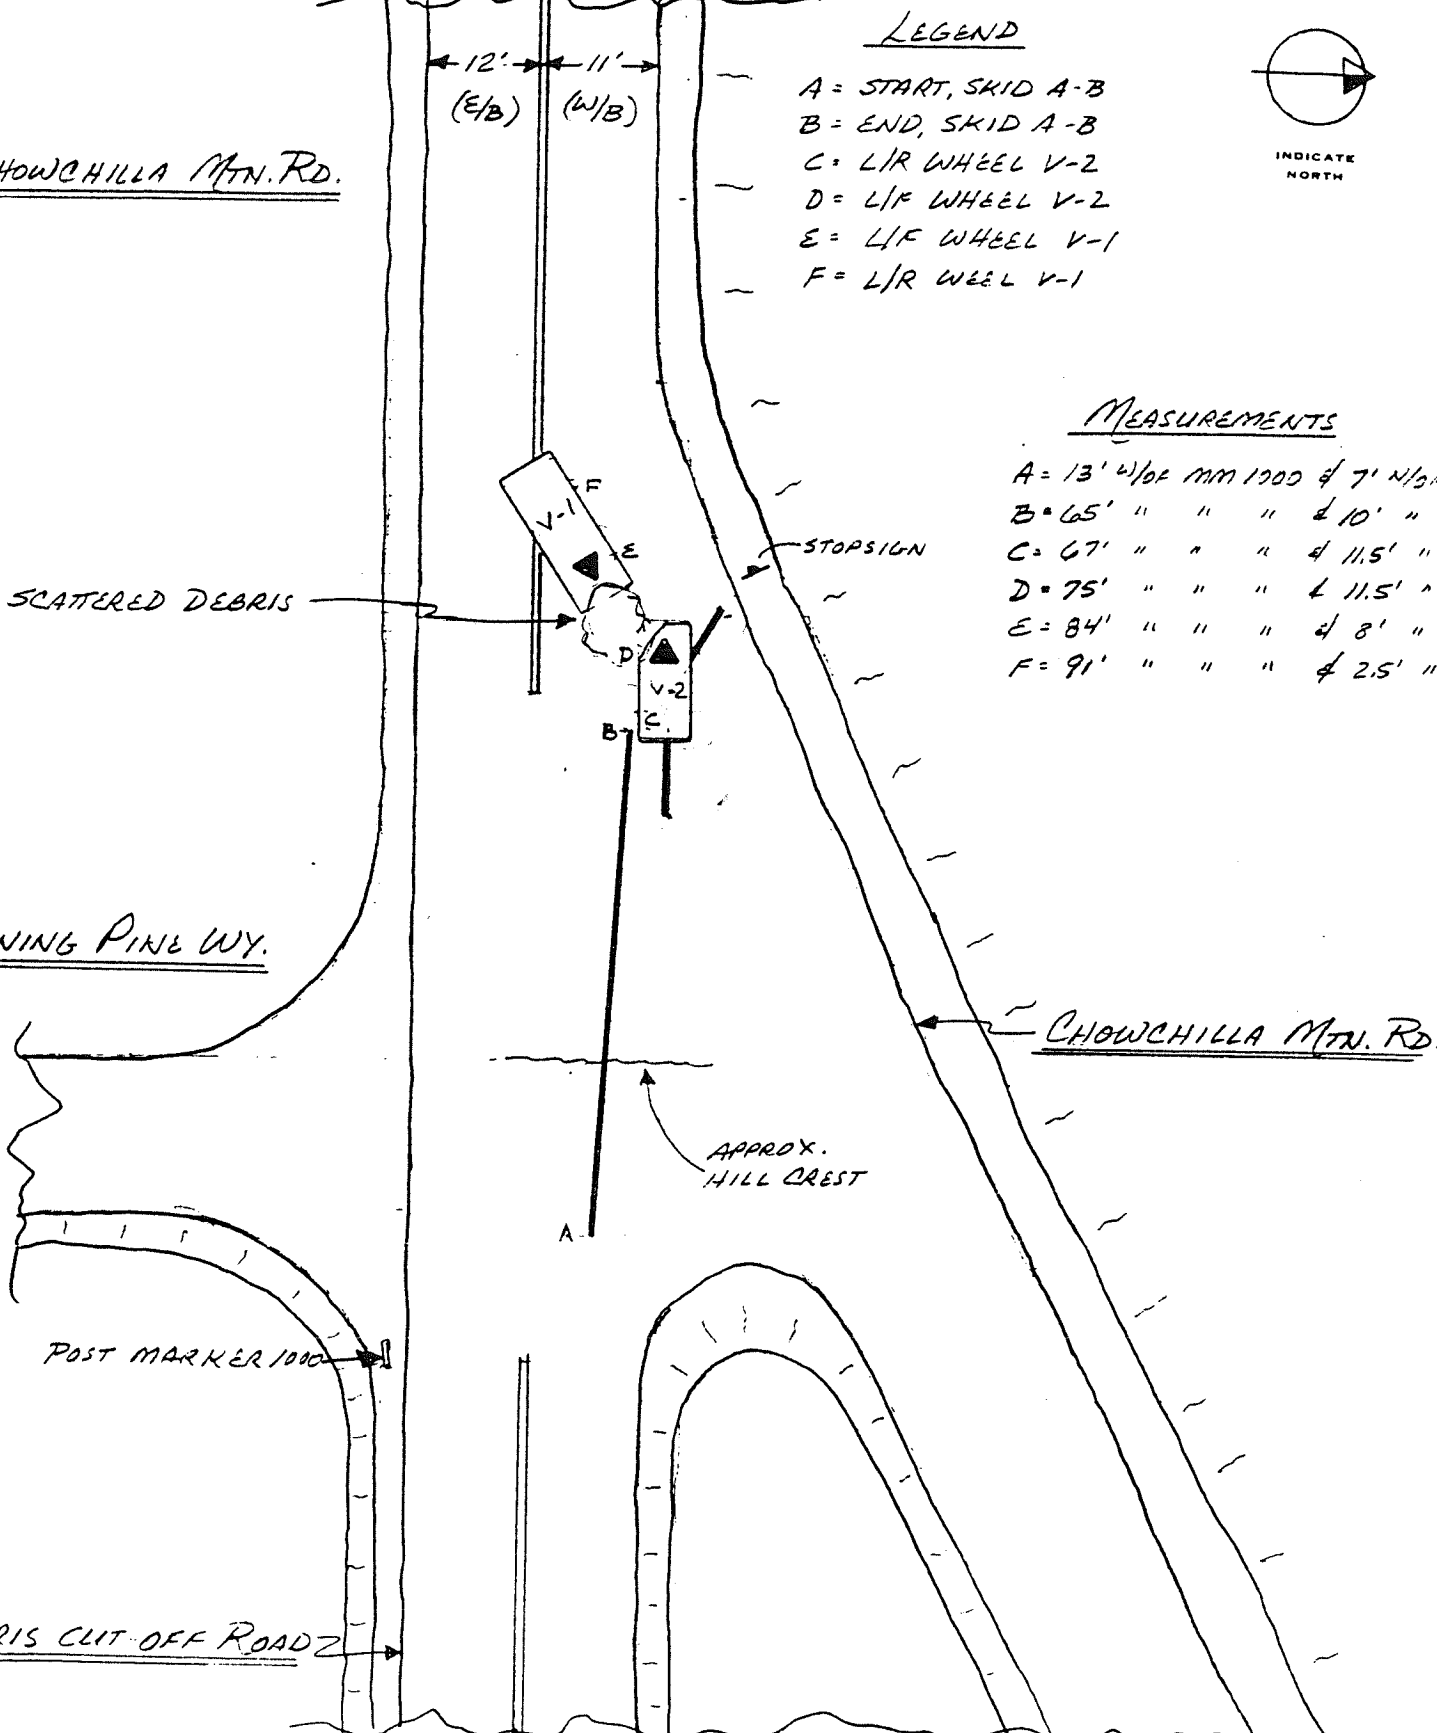 LEGEND
12' 11'
(E/B) (W/B)
A = START, SKID A-B
B = END, SKID A-B
C = L/R WHEEL V-2
D = L/F WHEEL V-2
E = L/F WHEEL V-1
F = L/R WEEL V-1
INDICATE
NORTH
HOWCHILLA MTN. RD.
MEASUREMENTS
A = 13' W/OF MM 1000 & 7' N/O
B = 65' " " " & 10' "
C = 67' " " " & 11.5' "
D = 75' " " " & 11.5' "
E = 84' " " " & 8' "
F = 91' " " " & 2.5' "
F
V-1
E
STOPSIGN
SCATTERED DEBRIS
D
V-2
C
B
NING PINE WY.
CHOWCHILLA MTN. RD.
APPROX.
HILL CREST
A
POST MARKER 1000
RIS CUT-OFF ROAD